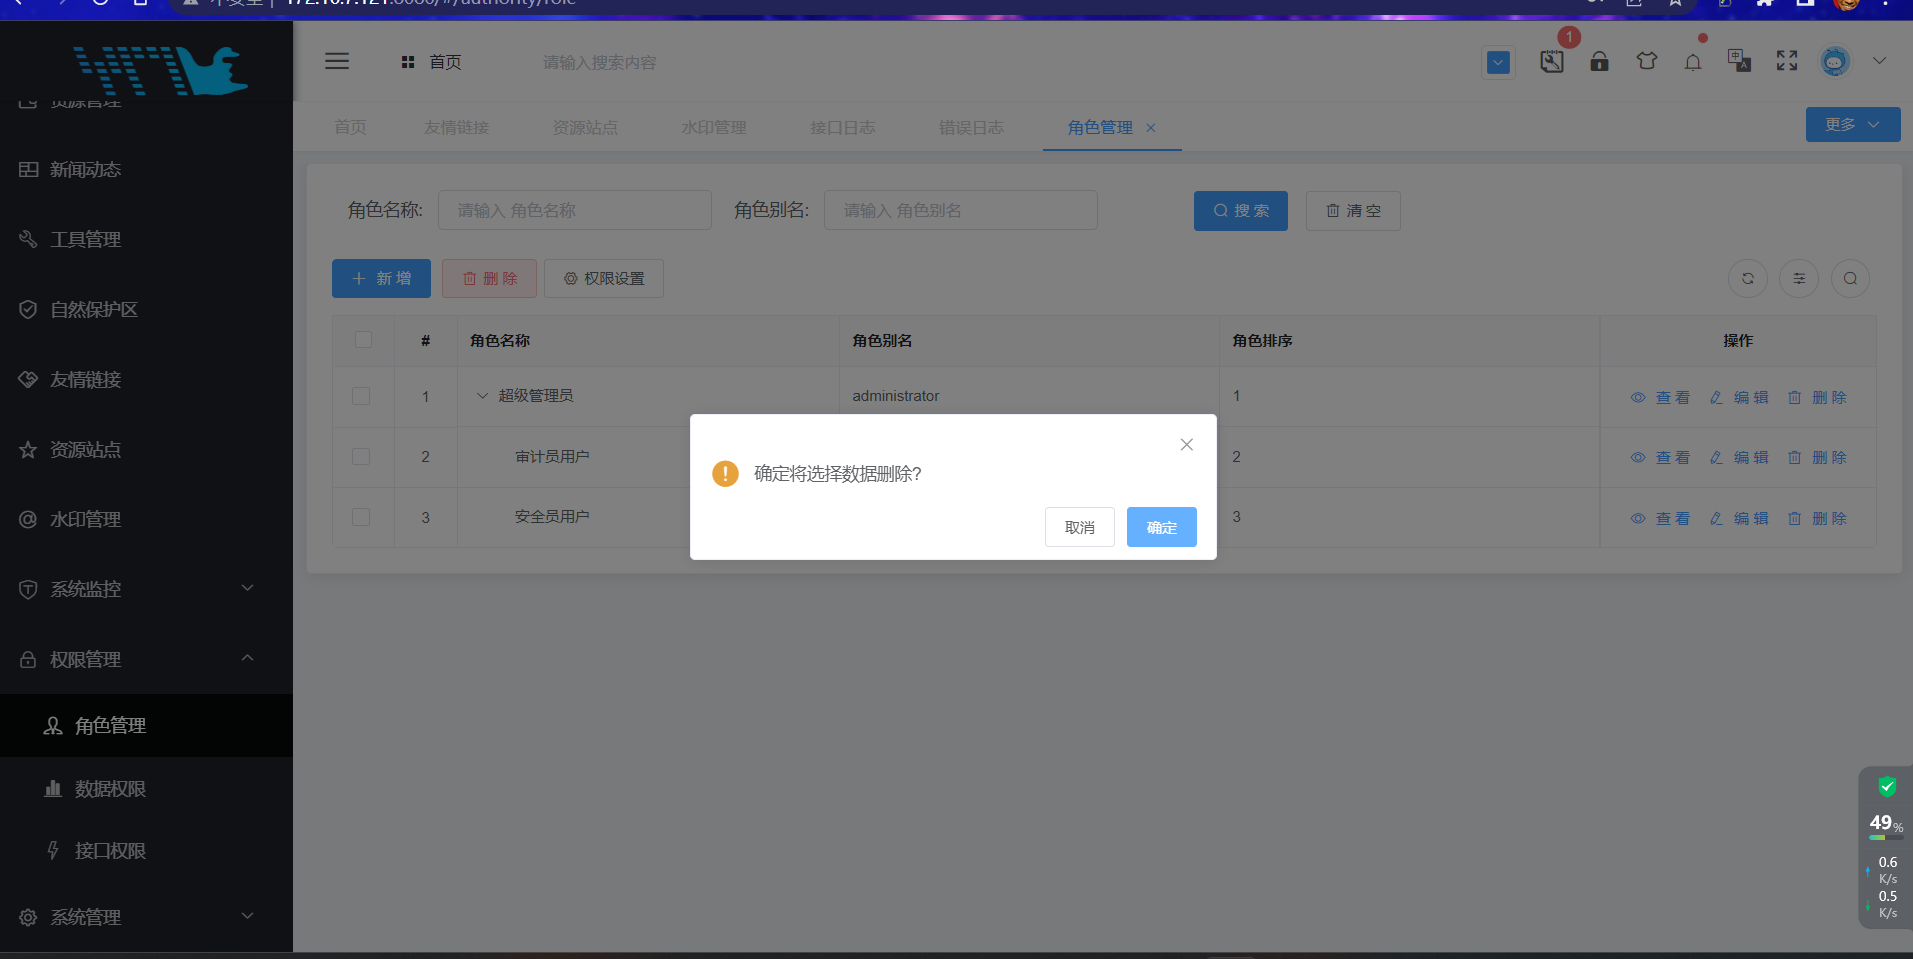 首页
请输入搜索内容
1
资源管理
新闻动态
工具管理
自然保护区
友情链接
资源站点
水印管理
系统监控
权限管理
角色管理
数据权限
接口权限
系统管理
首页 友情链接 资源站点 水印管理 接口日志 错误日志 角色管理
更多
角色名称: 请输入 角色名称 角色别名: 请输入 角色别名 搜 索 清 空
新 增 删 除 权限设置
# 角色名称 角色别名 角色排序 操作
1 超级管理员 administrator 1 查 看 编 辑 删 除
2 审计员用户 2 查 看 编 辑 删 除
3 安全员用户 3 查 看 编 辑 删 除
确定将选择数据删除?
取消 确定
49%
0.6
K/s
0.5
K/s